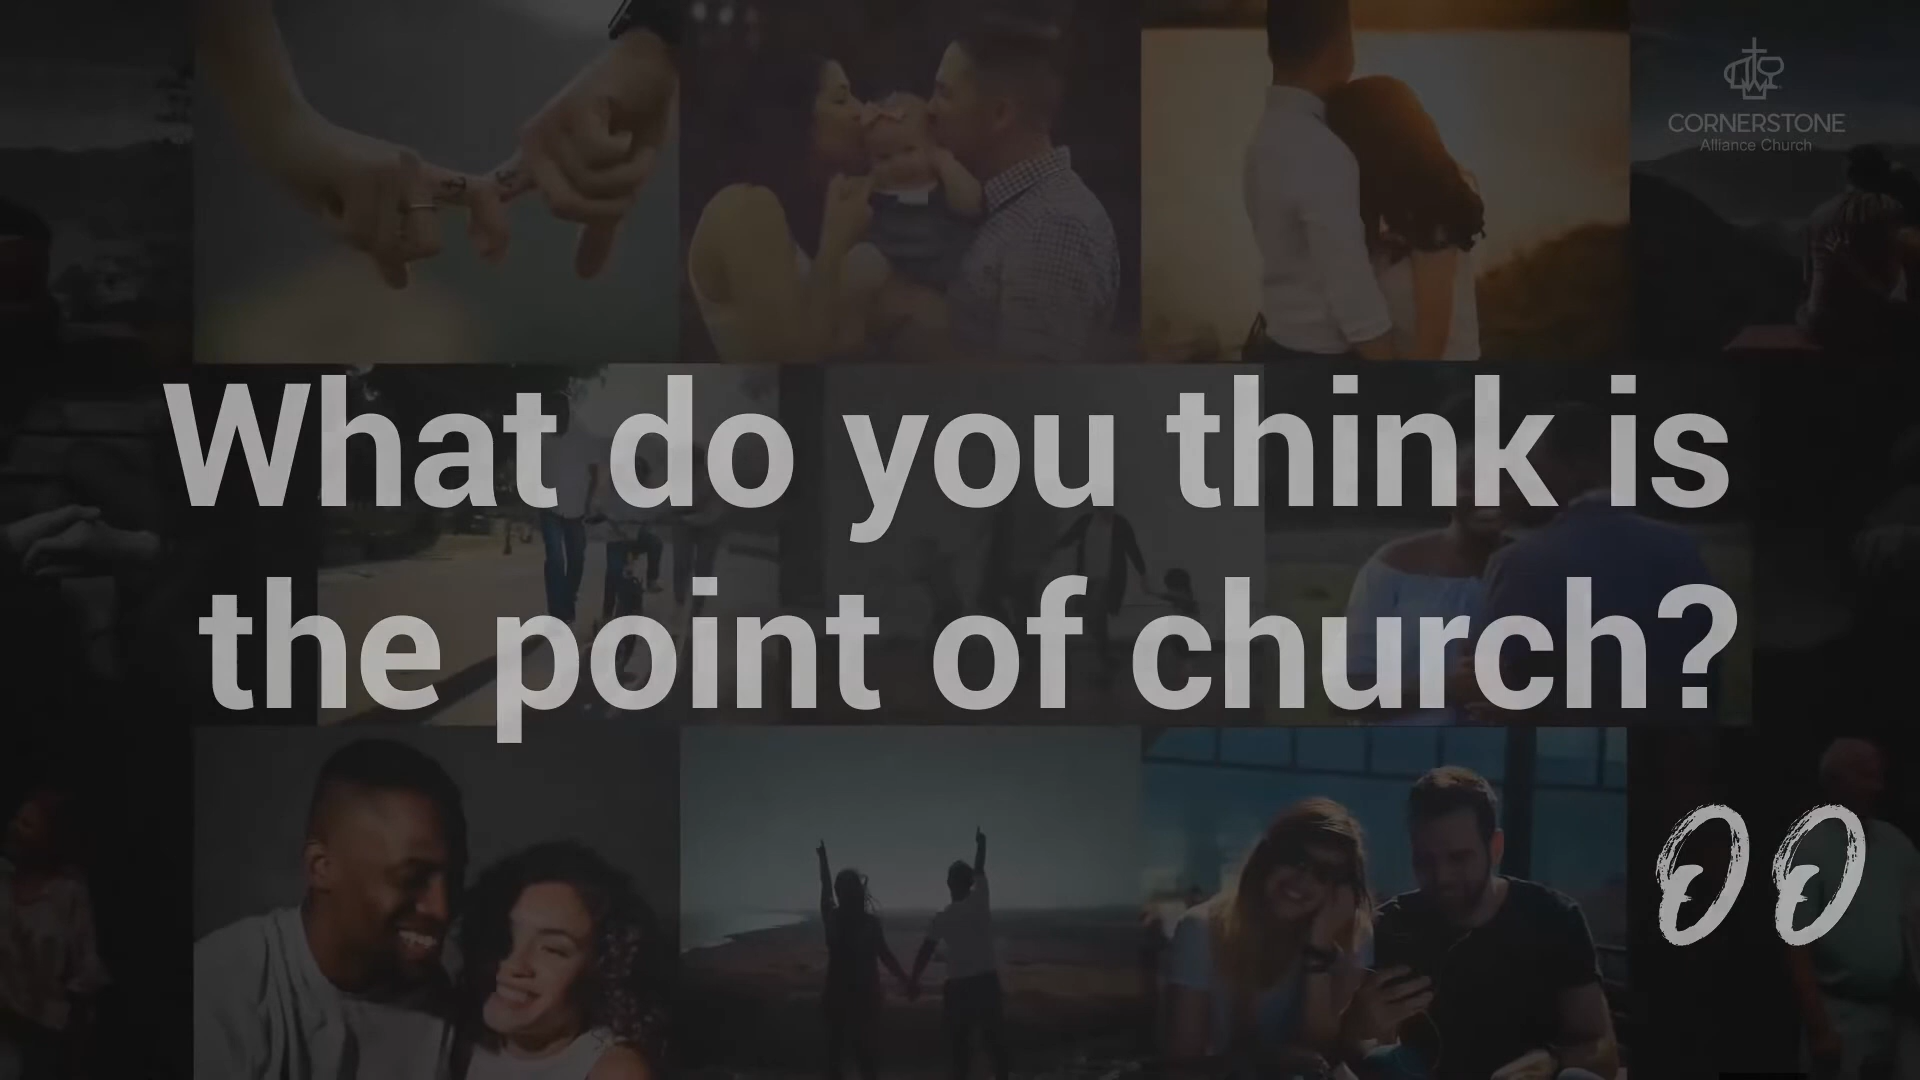 CORNERSTONE
Alliance Church
What do you think is
the point of church?
00